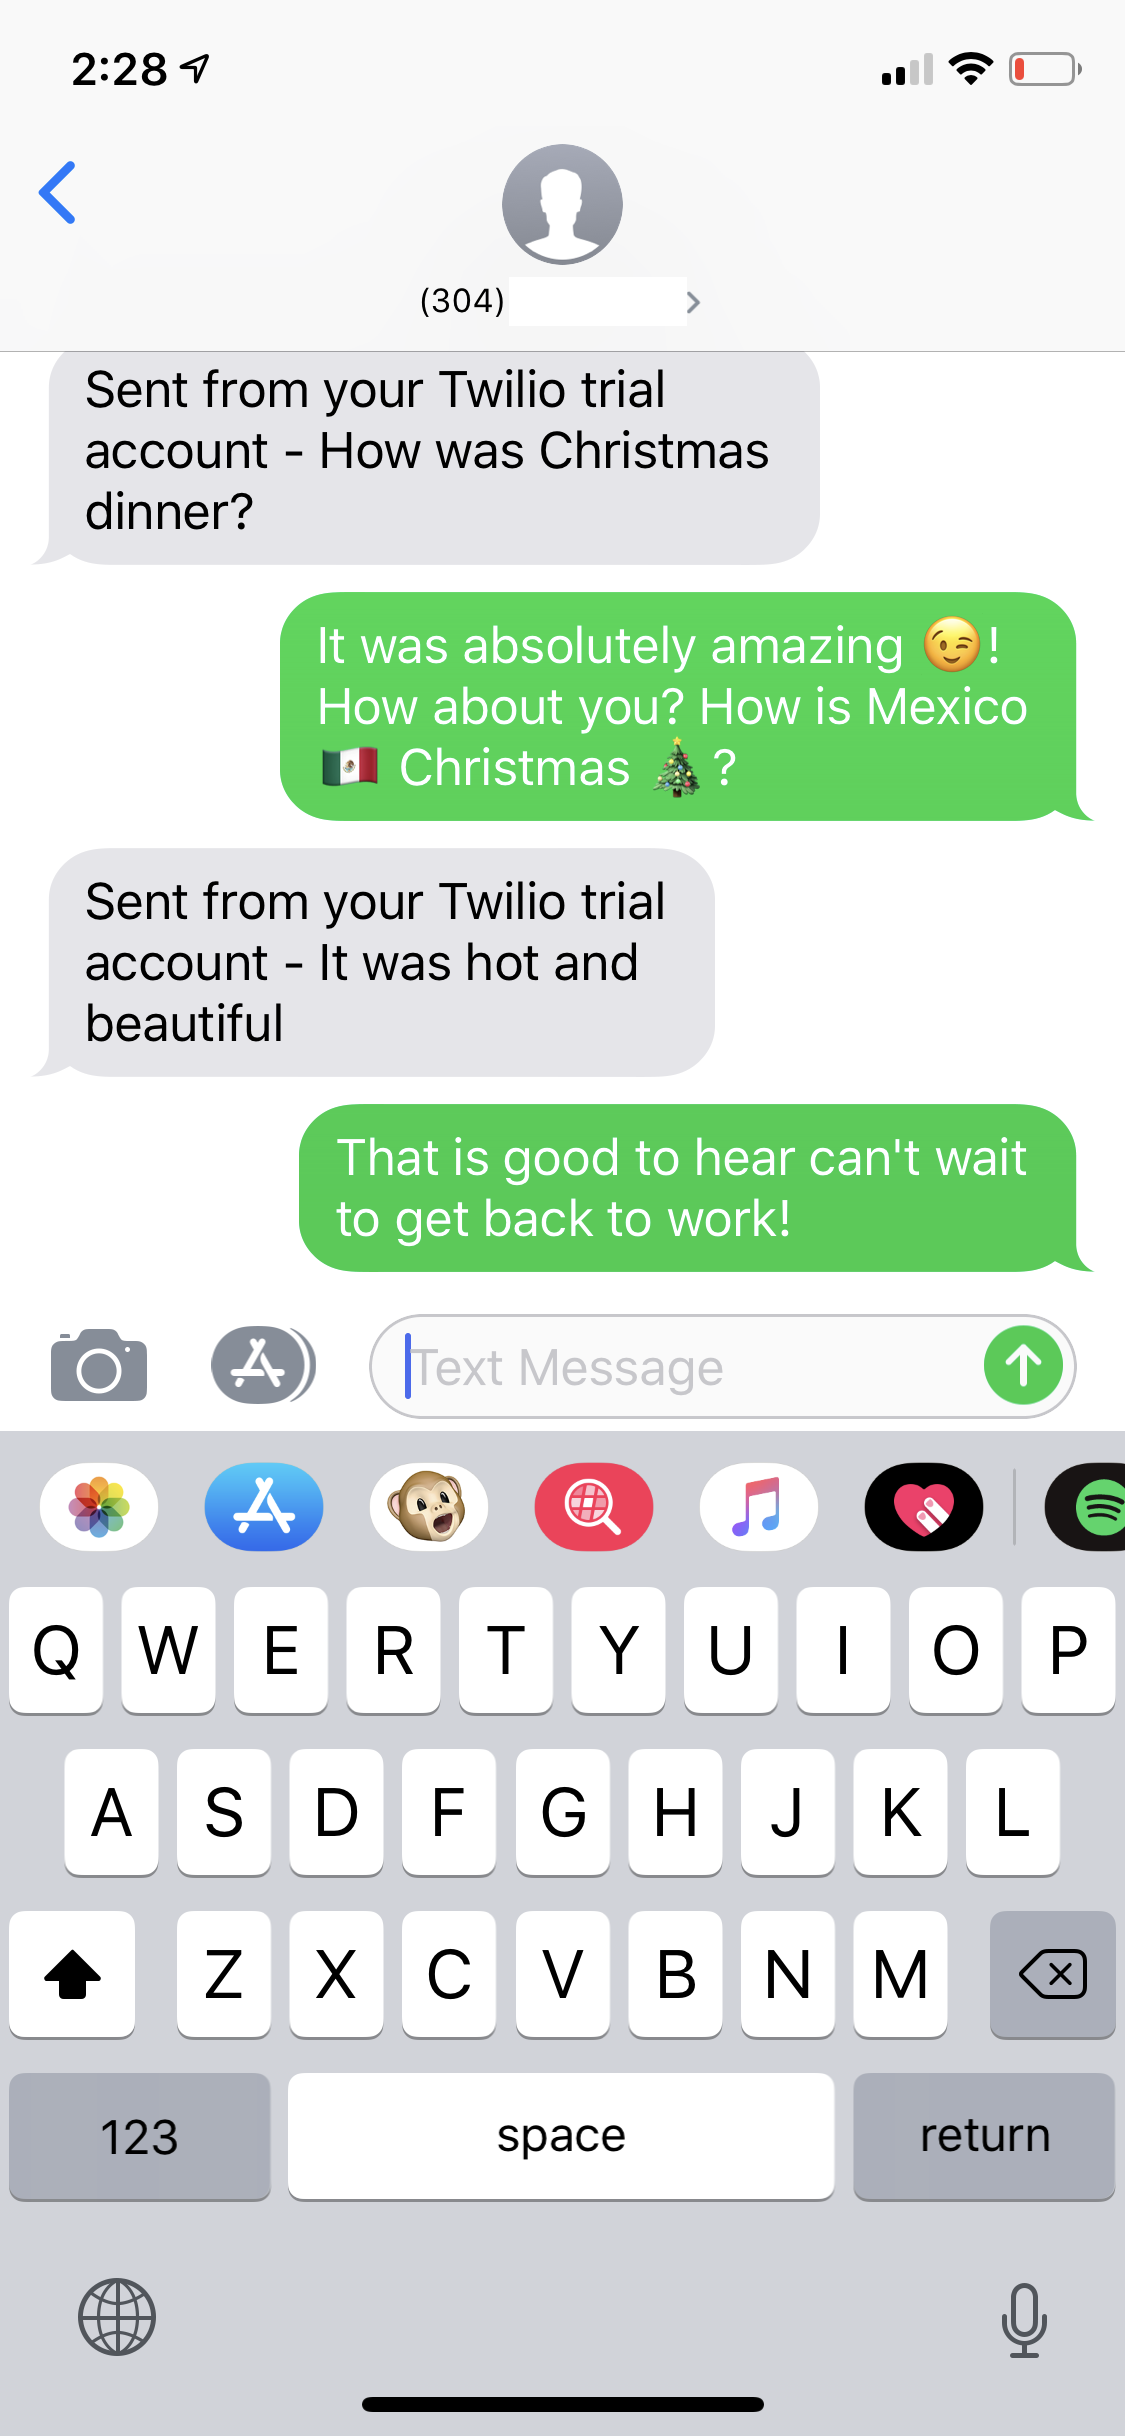 2:28
(304)
Sent from your Twilio trial
account - How was Christmas
dinner?
It was absolutely amazing 😉!
How about you? How is Mexico
🇲🇽 Christmas 🎄?
Sent from your Twilio trial
account - It was hot and
beautiful
That is good to hear can't wait
to get back to work!
Text Message
Q W E R T Y U I O P
A S D F G H J K L
Z X C V B N M
123 space return